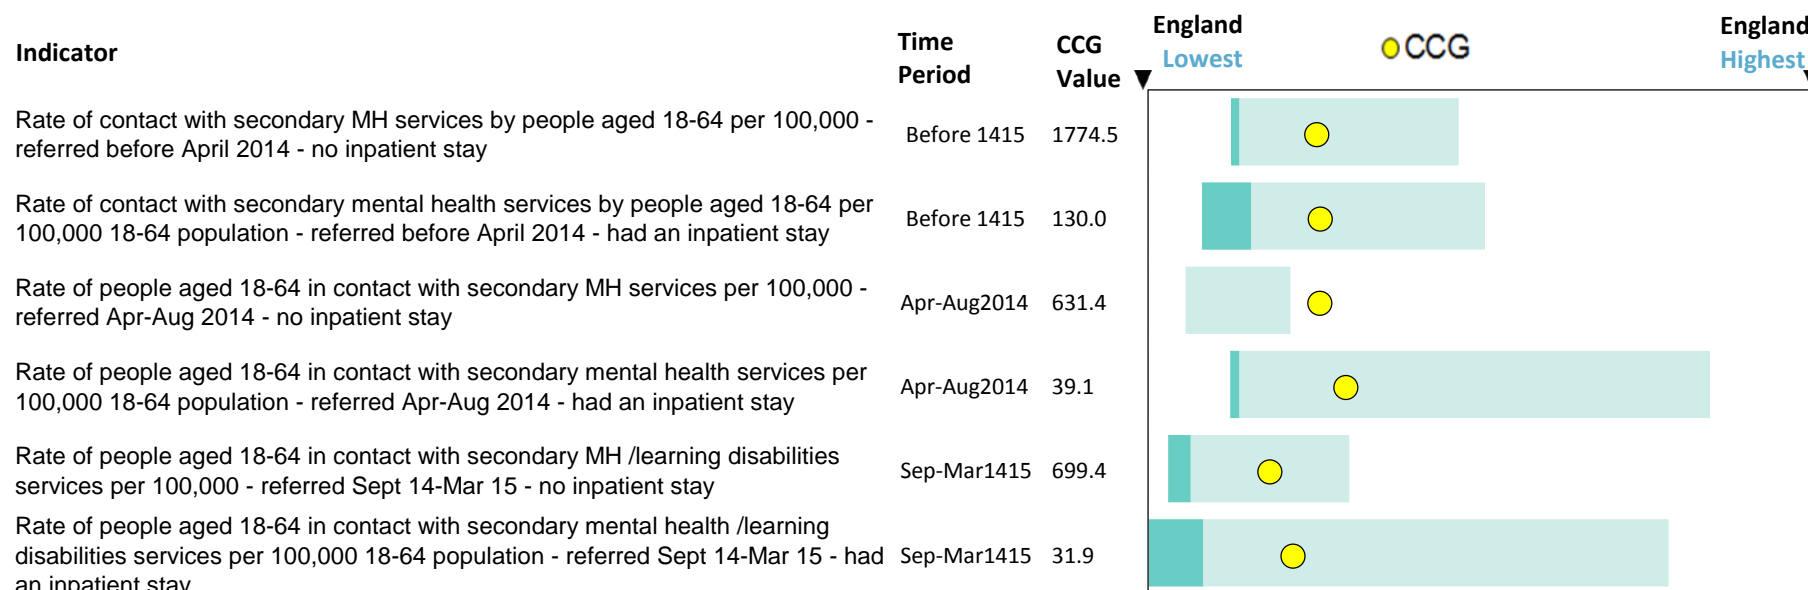 Indicator
Time Period
CCG Value
England Lowest
CCG
England Highest
Rate of contact with secondary MH services by people aged 18-64 per 100,000 -
referred before April 2014 - no inpatient stay
Before 1415 1774.5
Rate of contact with secondary mental health services by people aged 18-64 per
100,000 18-64 population - referred before April 2014 - had an inpatient stay
Before 1415 130.0
Rate of people aged 18-64 in contact with secondary MH services per 100,000 -
referred Apr-Aug 2014 - no inpatient stay
Apr-Aug2014 631.4
Rate of people aged 18-64 in contact with secondary mental health services per
100,000 18-64 population - referred Apr-Aug 2014 - had an inpatient stay
Apr-Aug2014 39.1
Rate of people aged 18-64 in contact with secondary MH /learning disabilities
services per 100,000 - referred Sept 14-Mar 15 - no inpatient stay
Sep-Mar1415 699.4
Rate of people aged 18-64 in contact with secondary mental health /learning
disabilities services per 100,000 18-64 population - referred Sept 14-Mar 15 - had
an inpatient stay
Sep-Mar1415 31.9